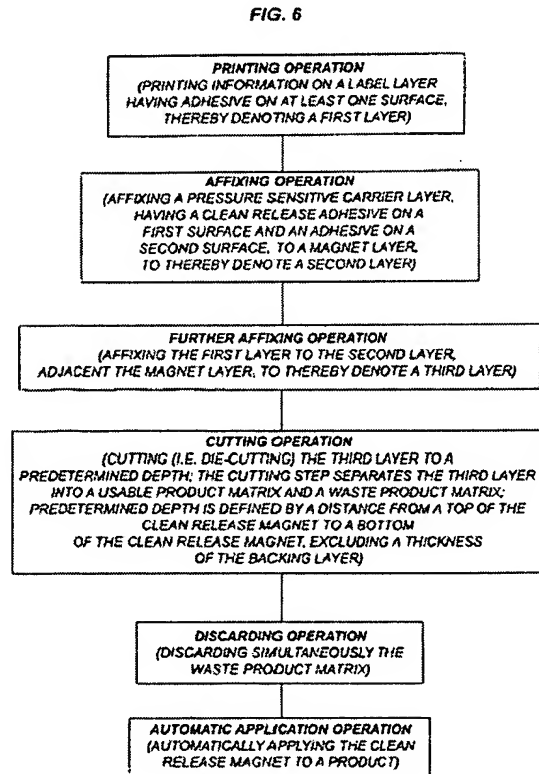 FIG. 6
PRINTING OPERATION
(PRINTING INFORMATION ON A LABEL LAYER
HAVING ADHESIVE ON AT LEAST ONE SURFACE,
THEREBY DENOTING A FIRST LAYER)
AFFIXING OPERATION
(AFFIXING A PRESSURE SENSITIVE CARRIER LAYER,
HAVING A CLEAN RELEASE ADHESIVE ON A
FIRST SURFACE AND AN ADHESIVE ON A
SECOND SURFACE, TO A MAGNET LAYER,
TO THEREBY DENOTE A SECOND LAYER)
FURTHER AFFIXING OPERATION
(AFFIXING THE FIRST LAYER TO THE SECOND LAYER,
ADJACENT THE MAGNET LAYER, TO THEREBY DENOTE A THIRD LAYER)
CUTTING OPERATION
(CUTTING (I.E. DIE-CUTTING) THE THIRD LAYER TO A
PREDETERMINED DEPTH; THE CUTTING STEP SEPARATES THE THIRD LAYER
INTO A USABLE PRODUCT MATRIX AND A WASTE PRODUCT MATRIX;
PREDETERMINED DEPTH IS DEFINED BY A DISTANCE FROM A TOP OF THE
CLEAN RELEASE MAGNET TO A BOTTOM
OF THE CLEAN RELEASE MAGNET, EXCLUDING A THICKNESS
OF THE BACKING LAYER)
DISCARDING OPERATION
(DISCARDING SIMULTANEOUSLY THE
WASTE PRODUCT MATRIX)
AUTOMATIC APPLICATION OPERATION
(AUTOMATICALLY APPLYING THE CLEAN
RELEASE MAGNET TO A PRODUCT)